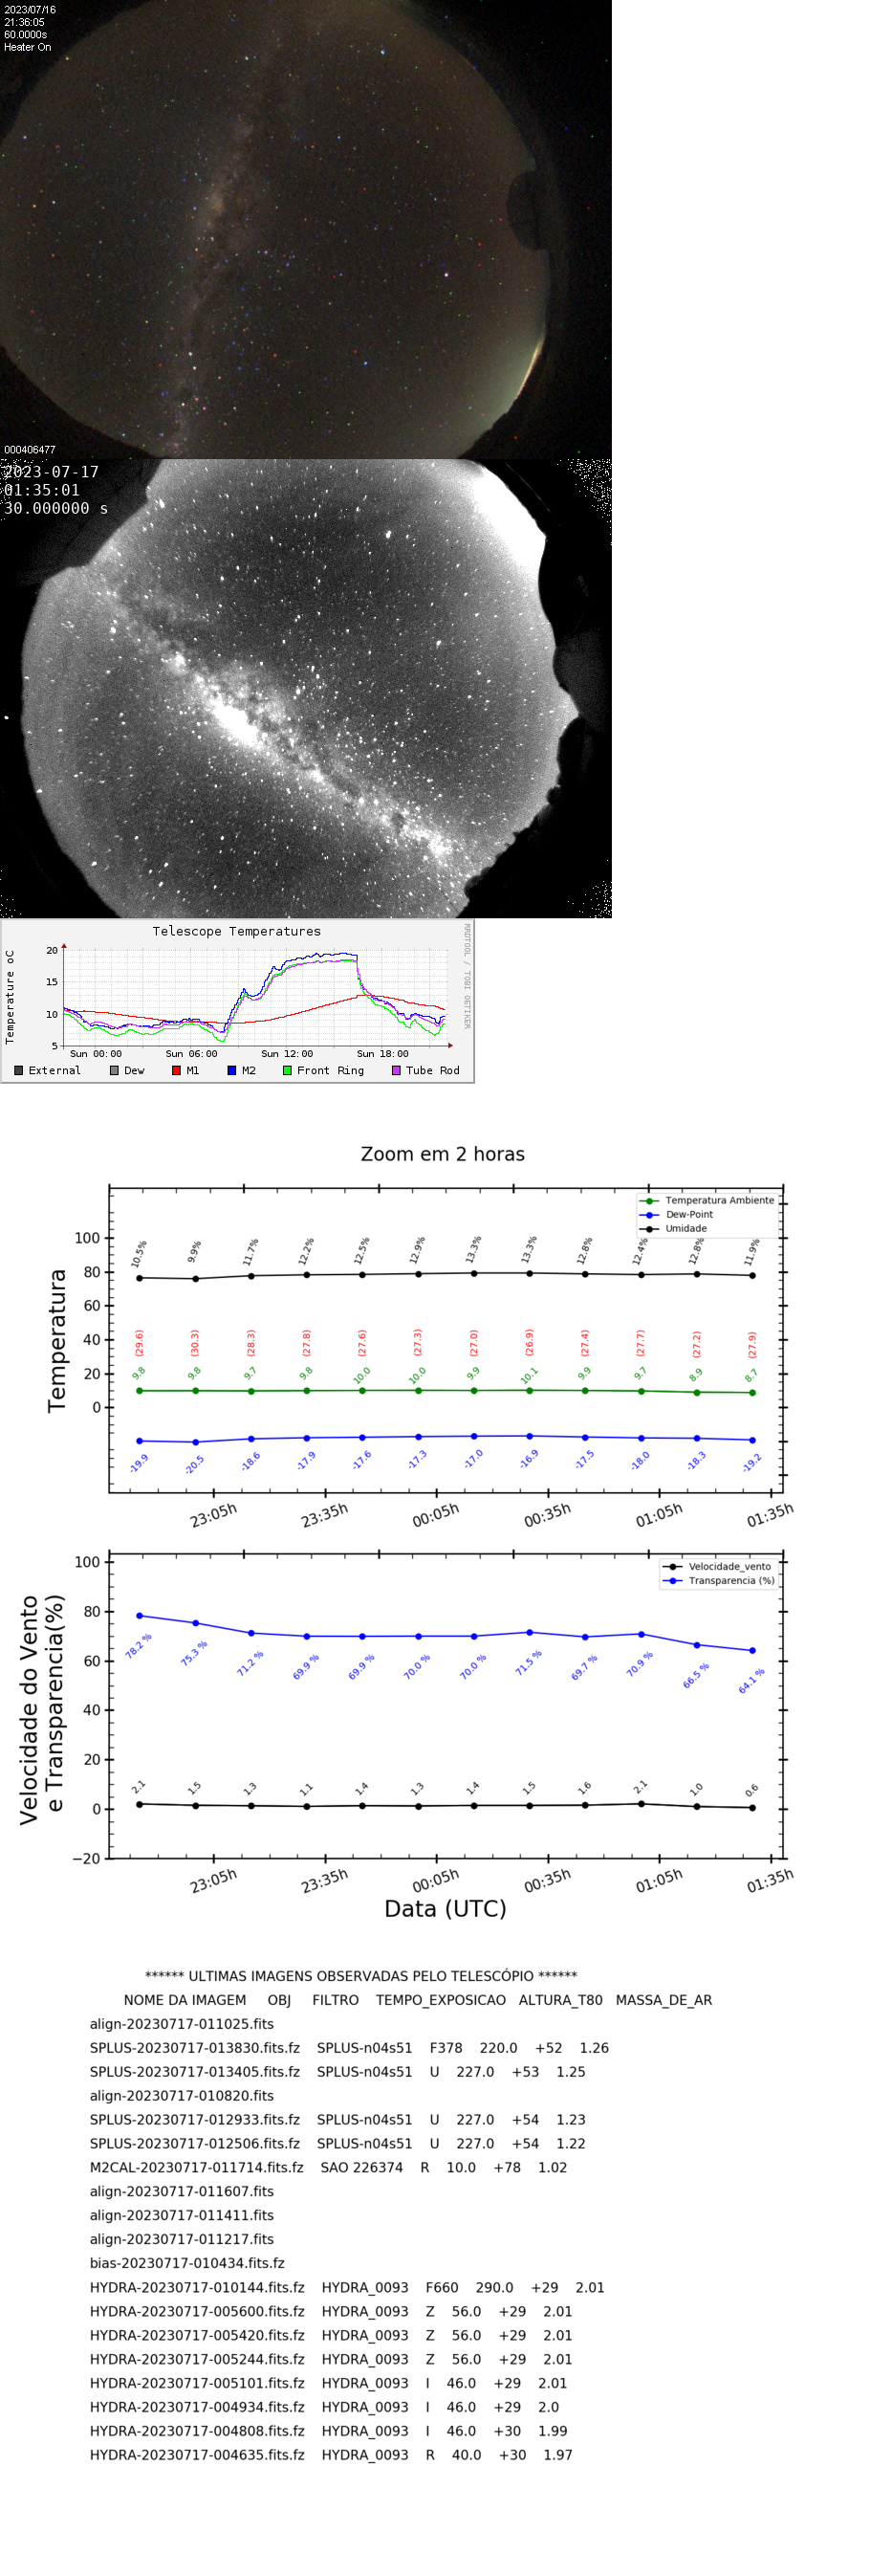 2023/07/16
21:36:05
60.0000s
Heater On
000406477
2023-07-17
01:35:01
30.000000 s
Telescope Temperatures
RRDTOOL / TOBI OETIKER
Temperature oC
20
15
10
5
Sun 00:00 Sun 06:00 Sun 12:00 Sun 18:00
External Dew M1 M2 Front Ring Tube Rod
Zoom em 2 horas
Temperatura Ambiente
Dew-Point
Umidade
Temperatura
100
80
60
40
20
0
10.5% 9.9% 11.7% 12.2% 12.5% 12.9% 13.3% 13.3% 12.8% 12.4% 12.8% 11.9%
(29.6) (30.3) (28.3) (27.8) (27.6) (27.3) (27.0) (26.9) (27.4) (27.7) (27.2) (27.9)
9.8 9.8 9.7 9.8 10.0 10.0 9.9 10.1 9.9 9.7 8.9 8.7
-19.9 -20.5 -18.6 -17.9 -17.6 -17.3 -17.0 -16.9 -17.5 -18.0 -18.3 -19.2
23:05h 23:35h 00:05h 00:35h 01:05h 01:35h
Velocidade_vento
Transparencia (%)
Velocidade do Vento
e Transparencia(%)
100
80
60
40
20
0
−20
78.2 % 75.3 % 71.2 % 69.9 % 69.9 % 70.0 % 70.0 % 71.5 % 69.7 % 70.9 % 66.5 % 64.1 %
2.1 1.5 1.3 1.1 1.4 1.3 1.4 1.5 1.6 2.1 1.0 0.6
23:05h 23:35h 00:05h 00:35h 01:05h 01:35h
Data (UTC)
****** ULTIMAS IMAGENS OBSERVADAS PELO TELESCÓPIO ******
NOME DA IMAGEM OBJ FILTRO TEMPO_EXPOSICAO ALTURA_T80 MASSA_DE_AR
align-20230717-011025.fits
SPLUS-20230717-013830.fits.fz SPLUS-n04s51 F378 220.0 +52 1.26
SPLUS-20230717-013405.fits.fz SPLUS-n04s51 U 227.0 +53 1.25
align-20230717-010820.fits
SPLUS-20230717-012933.fits.fz SPLUS-n04s51 U 227.0 +54 1.23
SPLUS-20230717-012506.fits.fz SPLUS-n04s51 U 227.0 +54 1.22
M2CAL-20230717-011714.fits.fz SAO 226374 R 10.0 +78 1.02
align-20230717-011607.fits
align-20230717-011411.fits
align-20230717-011217.fits
bias-20230717-010434.fits.fz
HYDRA-20230717-010144.fits.fz HYDRA_0093 F660 290.0 +29 2.01
HYDRA-20230717-005600.fits.fz HYDRA_0093 Z 56.0 +29 2.01
HYDRA-20230717-005420.fits.fz HYDRA_0093 Z 56.0 +29 2.01
HYDRA-20230717-005244.fits.fz HYDRA_0093 Z 56.0 +29 2.01
HYDRA-20230717-005101.fits.fz HYDRA_0093 I 46.0 +29 2.01
HYDRA-20230717-004934.fits.fz HYDRA_0093 I 46.0 +29 2.0
HYDRA-20230717-004808.fits.fz HYDRA_0093 I 46.0 +30 1.99
HYDRA-20230717-004635.fits.fz HYDRA_0093 R 40.0 +30 1.97